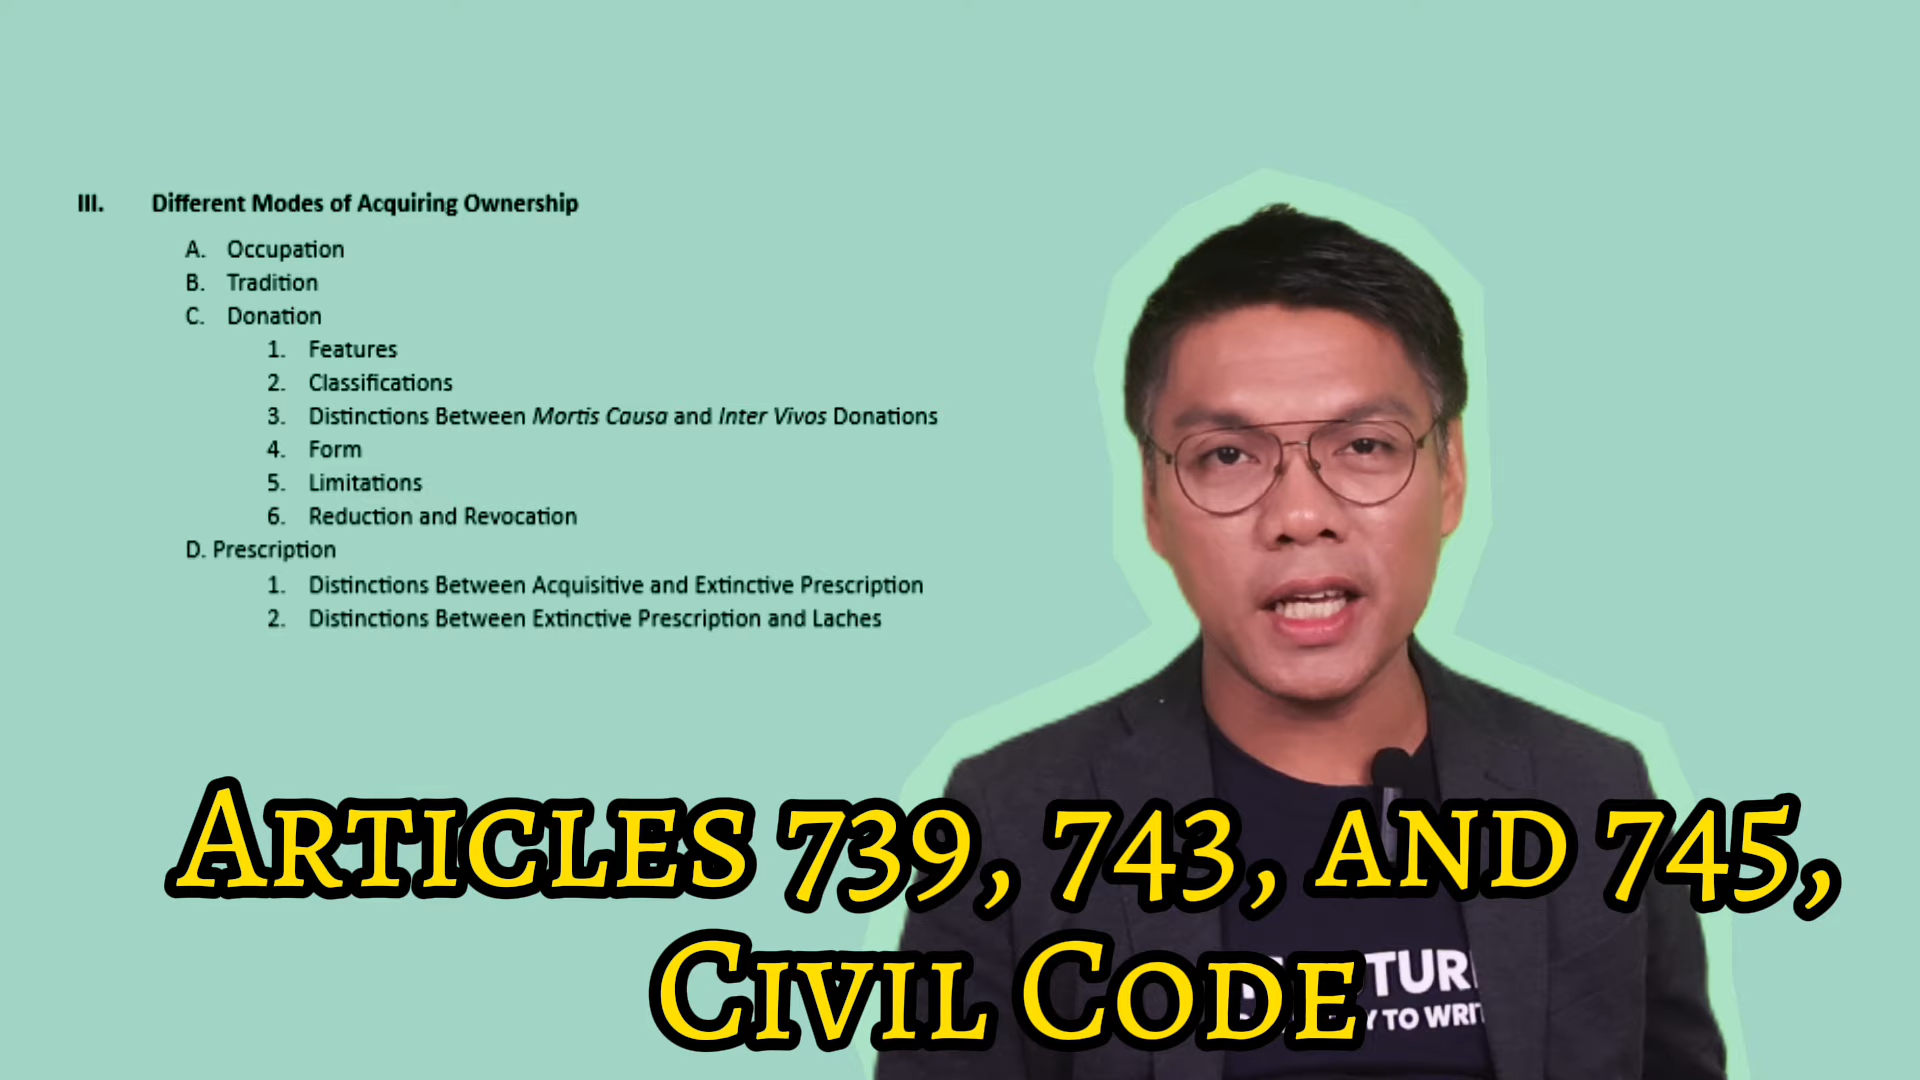 III. Different Modes of Acquiring Ownership
A. Occupation
B. Tradition
C. Donation
1. Features
2. Classifications
3. Distinctions Between Mortis Causa and Inter Vivos Donations
4. Form
5. Limitations
6. Reduction and Revocation
D. Prescription
1. Distinctions Between Acquisitive and Extinctive Prescription
2. Distinctions Between Extinctive Prescription and Laches
Articles 739, 743, and 745,
Civil Code
TO